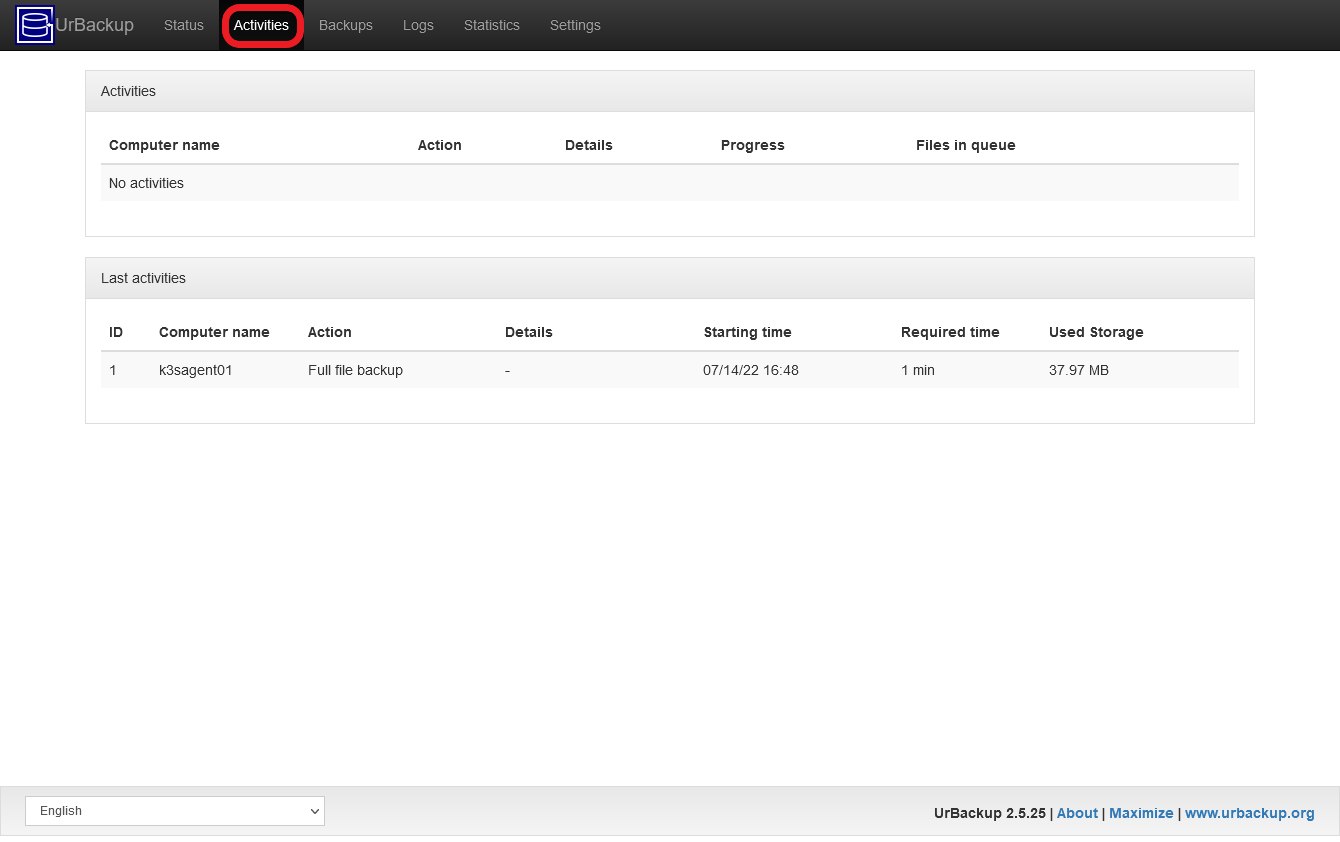 UrBackup Status Activities Backups Logs Statistics Settings
Activities
Computer name Action Details Progress Files in queue
No activities
Last activities
ID Computer name Action Details Starting time Required time Used Storage
1 k3sagent01 Full file backup - 07/14/22 16:48 1 min 37.97 MB
English
UrBackup 2.5.25 | About | Maximize | www.urbackup.org